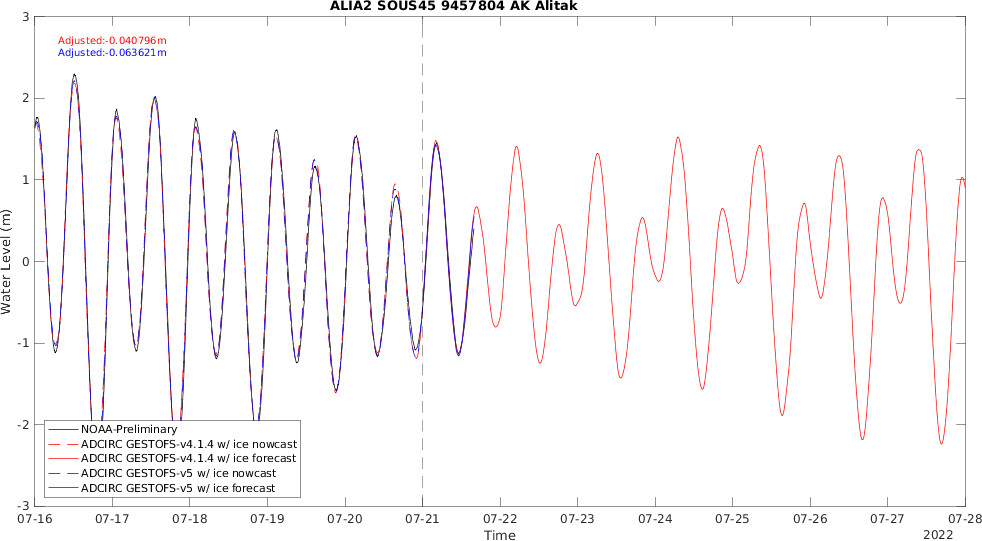 ALIA2 SOUS45 9457804 AK Alitak
Adjusted:-0.040796m
Adjusted:-0.063621m
3
2
1
0
-1
-2
-3
Water Level (m)
NOAA-Preliminary
ADCIRC GESTOFS-v4.1.4 w/ ice nowcast
ADCIRC GESTOFS-v4.1.4 w/ ice forecast
ADCIRC GESTOFS-v5 w/ ice nowcast
ADCIRC GESTOFS-v5 w/ ice forecast
07-16 07-17 07-18 07-19 07-20 07-21 07-22 07-23 07-24 07-25 07-26 07-27 07-28
Time
2022